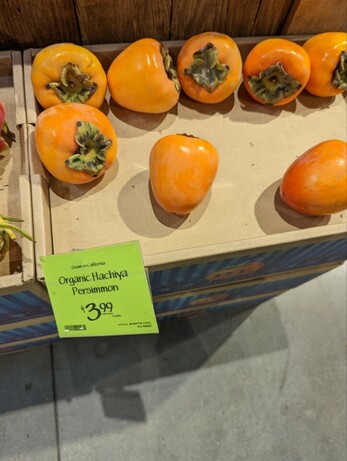 Grown in California
Organic Hachiya
Persimmon
$3.99